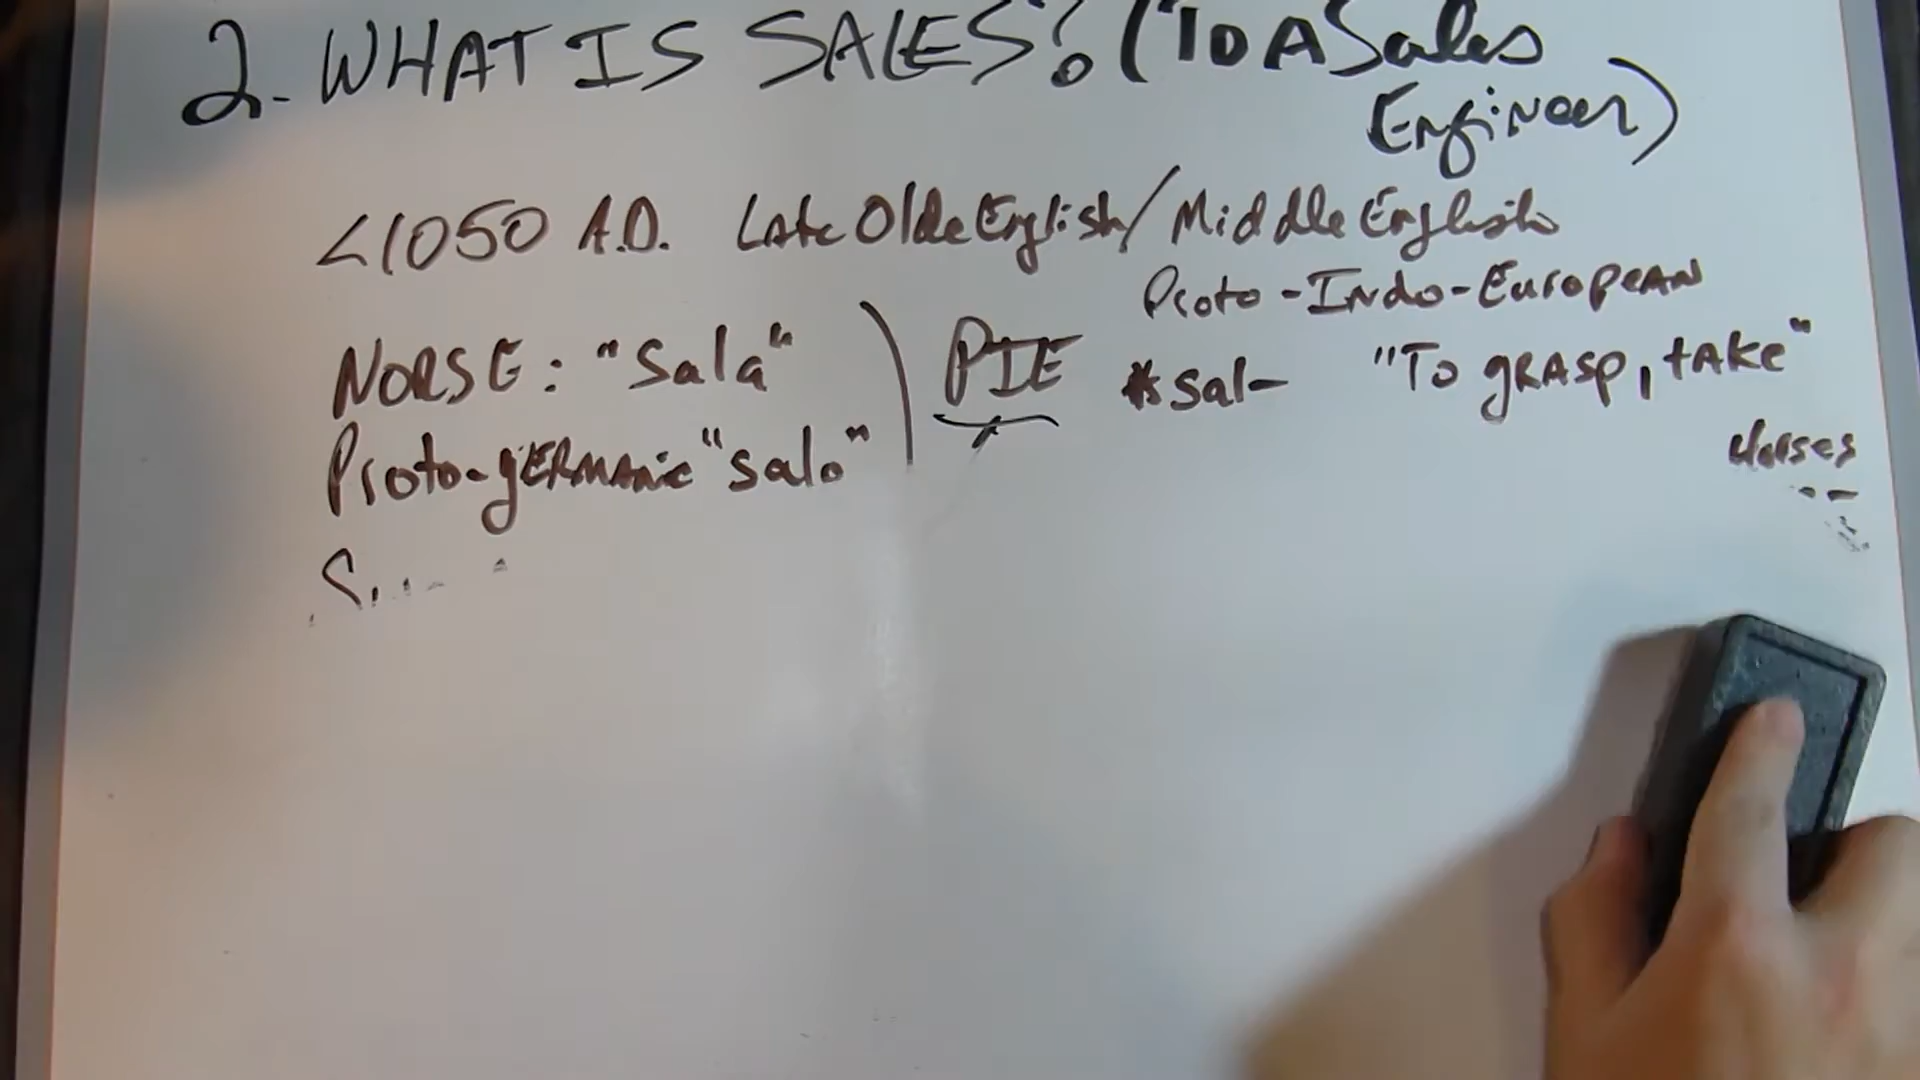 2. WHAT IS SALES? (TO A Sales
Engineer)
<1050 A.D. Late Olde English/Middle English
Proto-Indo-European
NORSE: "Sala" PIE *sal- "To grasp, take"
Proto-germanic "salo"
Horses